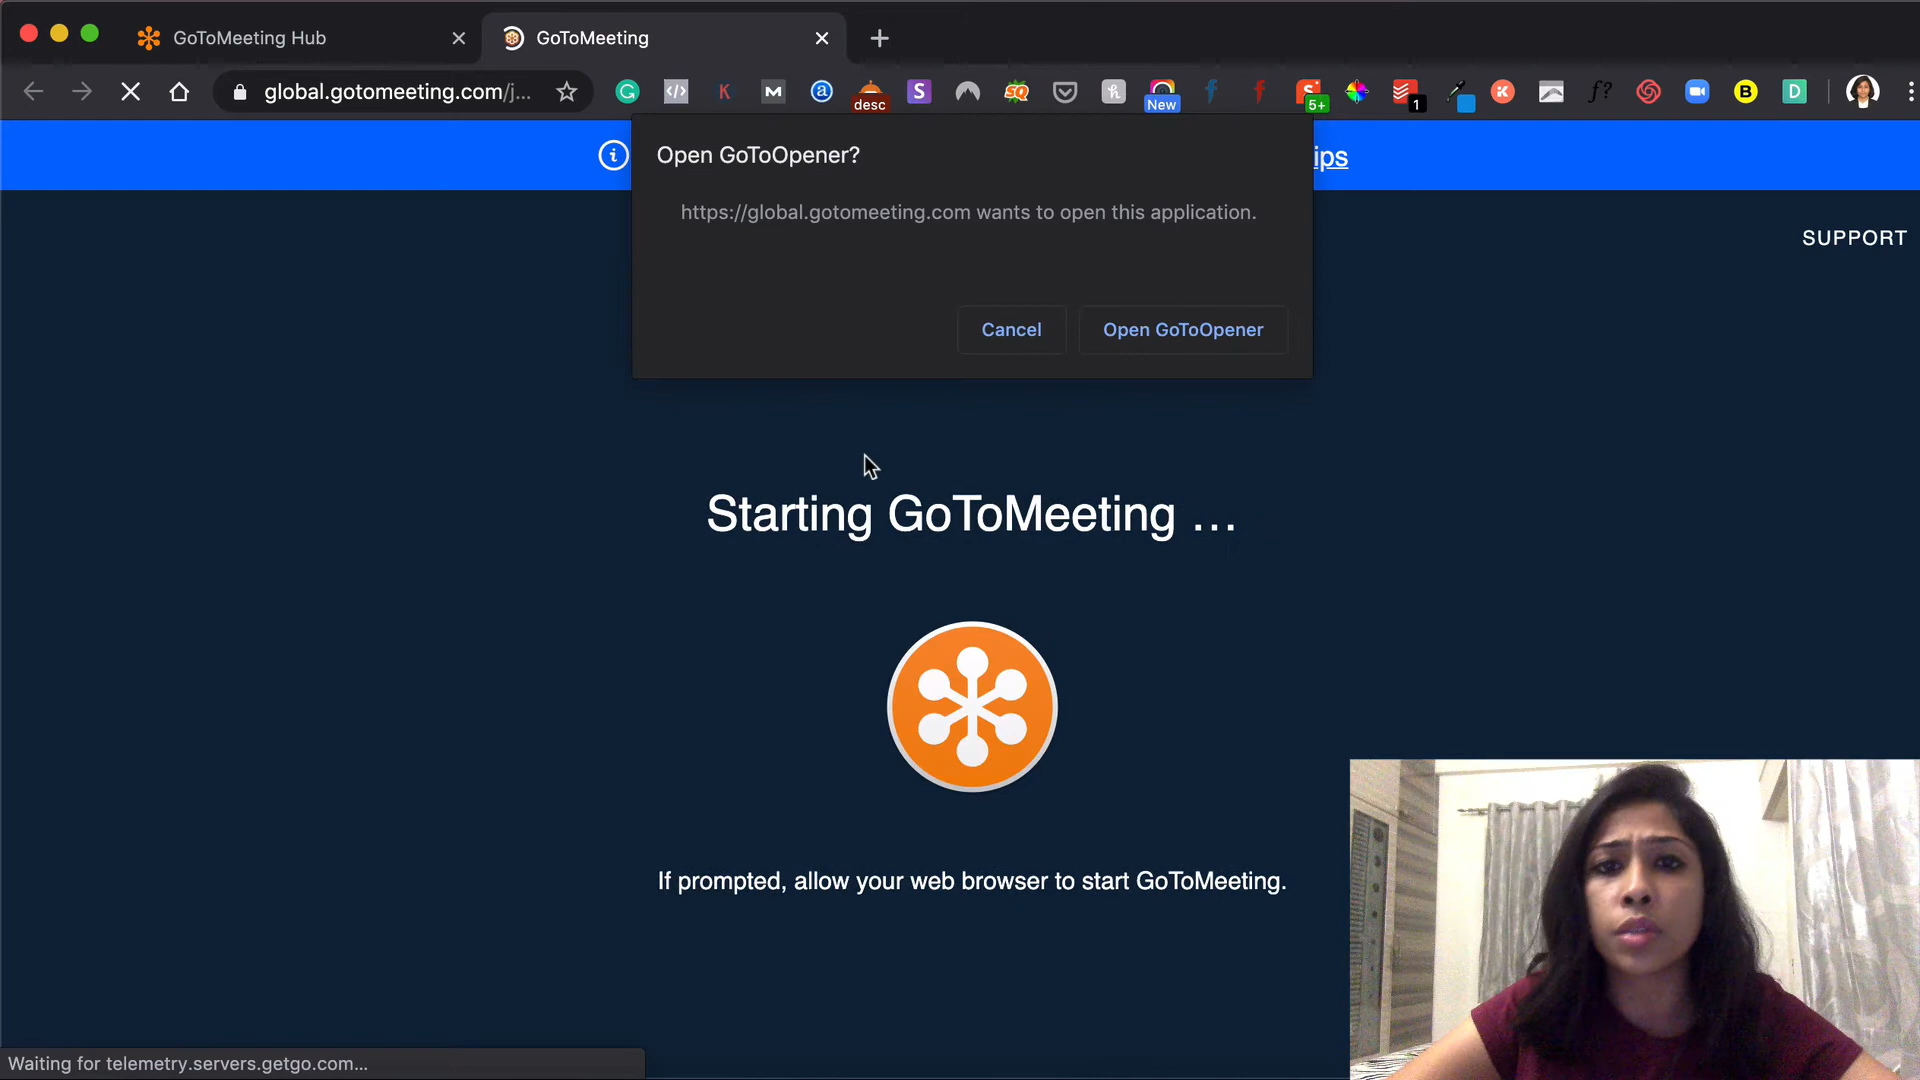 GoToMeeting Hub
GoToMeeting
global.gotomeeting.com/j...
desc
New
5+
1
Open GoToOpener?
https://global.gotomeeting.com wants to open this application.
Cancel
Open GoToOpener
ips
SUPPORT
Starting GoToMeeting ...
If prompted, allow your web browser to start GoToMeeting.
Waiting for telemetry.servers.getgo.com...